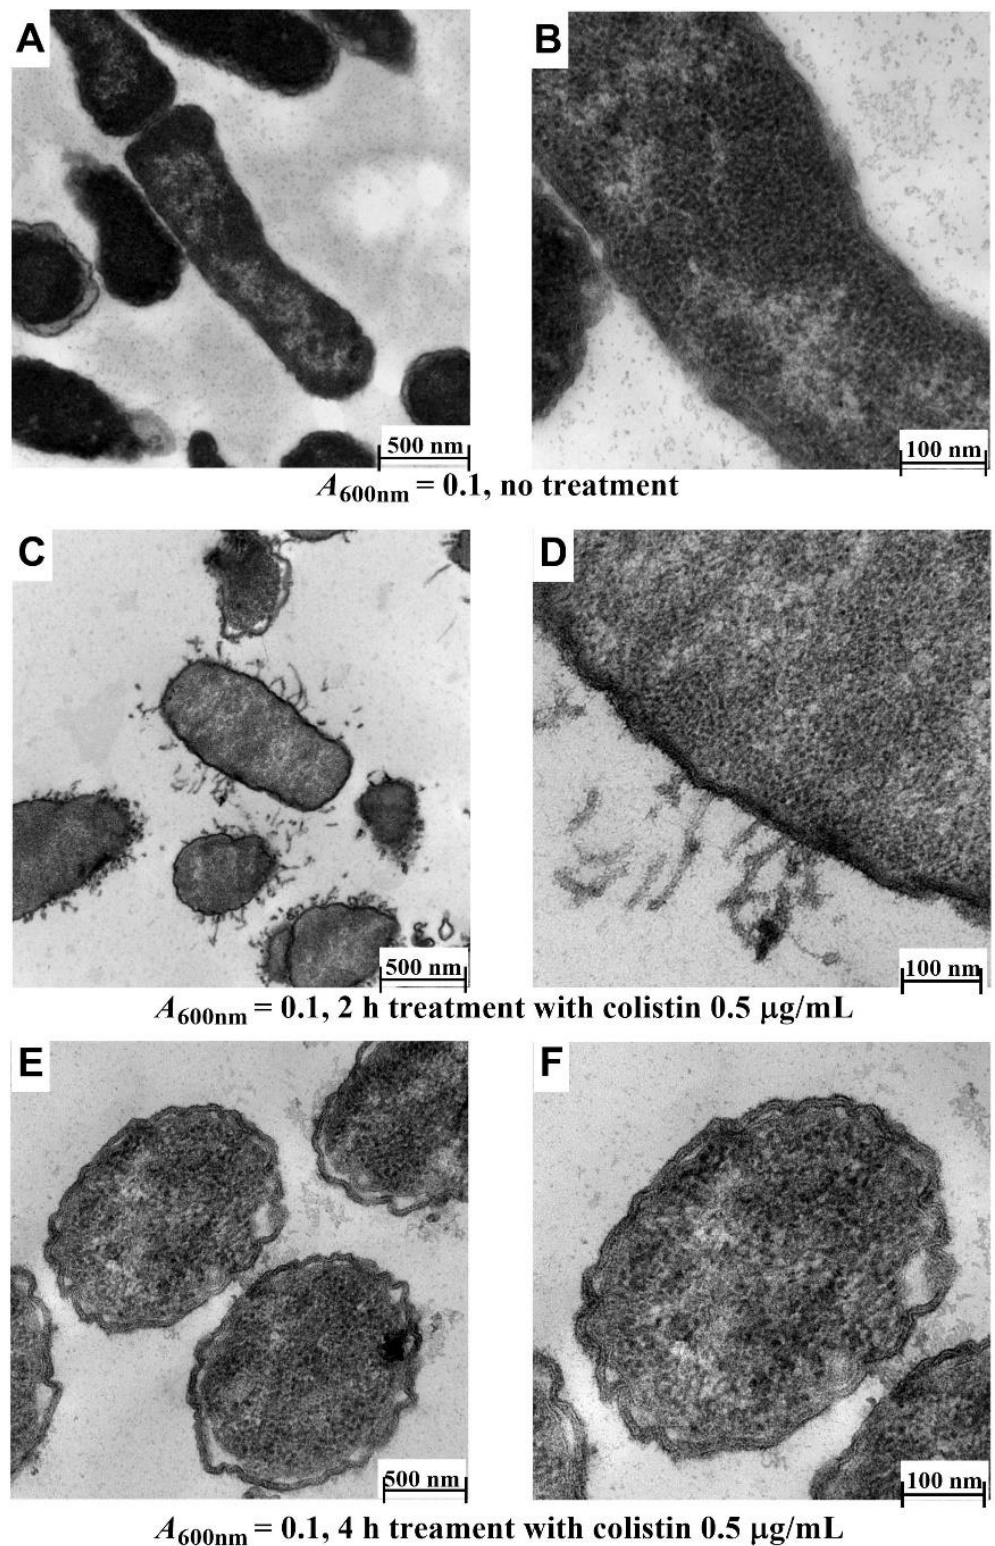 A
B
500 nm
100 nm
A600nm = 0.1, no treatment
C
D
500 nm
100 nm
A600nm = 0.1, 2 h treatment with colistin 0.5 μg/mL
E
F
500 nm
100 nm
A600nm = 0.1, 4 h treament with colistin 0.5 μg/mL